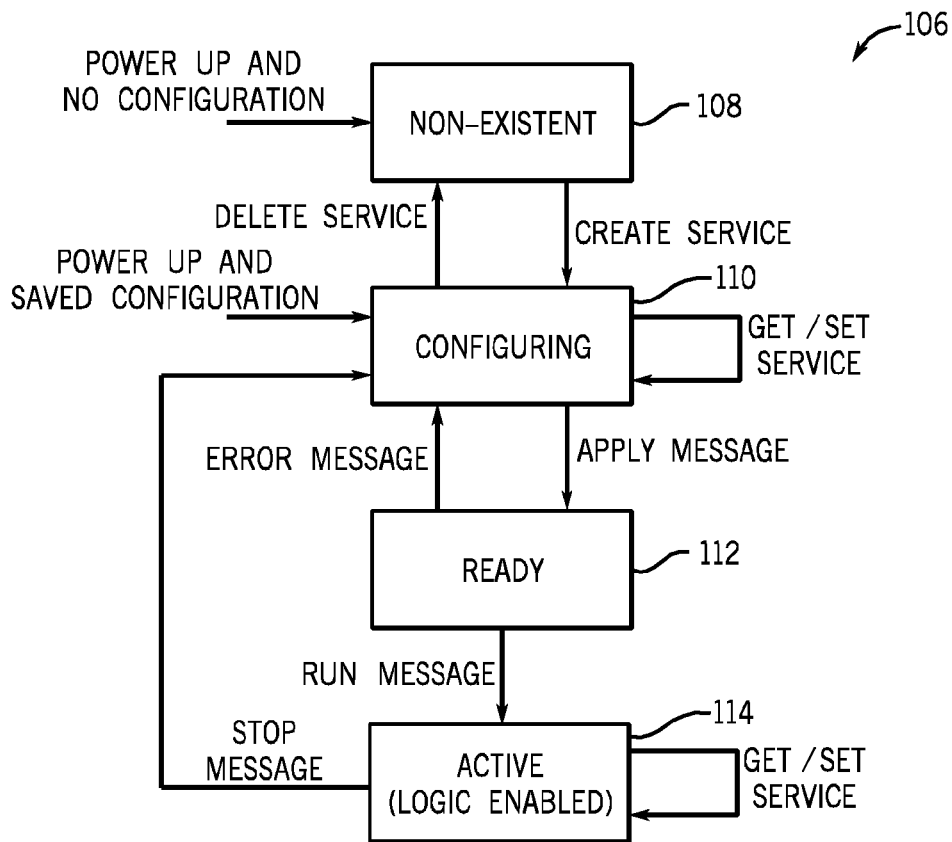 106
POWER UP AND
NO CONFIGURATION
NON-EXISTENT
108
DELETE SERVICE
CREATE SERVICE
POWER UP AND
SAVED CONFIGURATION
110
CONFIGURING
GET / SET
SERVICE
ERROR MESSAGE
APPLY MESSAGE
READY
112
RUN MESSAGE
STOP
MESSAGE
114
ACTIVE
(LOGIC ENABLED)
GET / SET
SERVICE